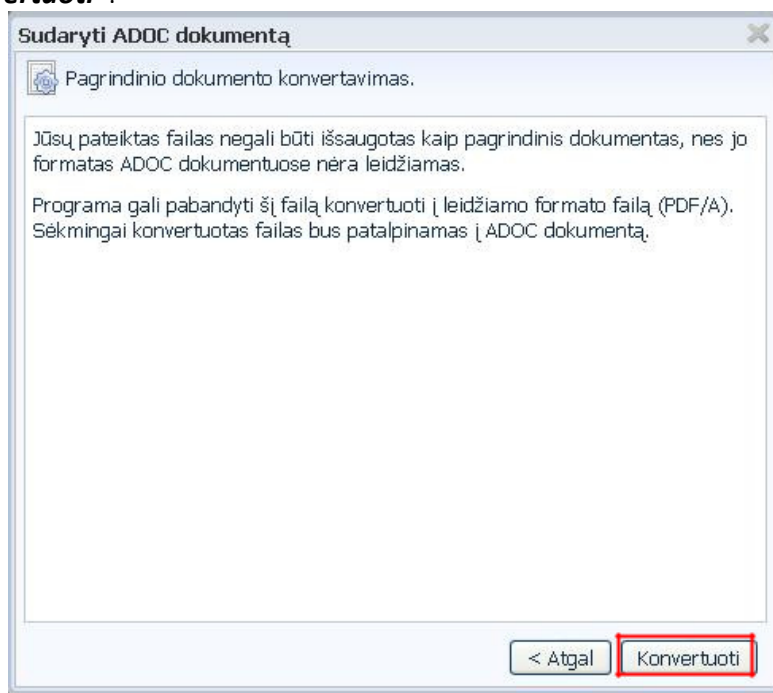 ertuoti“.
Sudaryti ADOC dokumentą
Pagrindinio dokumento konvertavimas.
Jūsų pateiktas failas negali būti išsaugotas kaip pagrindinis dokumentas, nes jo
formatas ADOC dokumentuose nėra leidžiamas.
Programa gali pabandyti šį failą konvertuoti į leidžiamo formato failą (PDF/A).
Sėkmingai konvertuotas failas bus patalpinamas į ADOC dokumentą.
< Atgal Konvertuoti